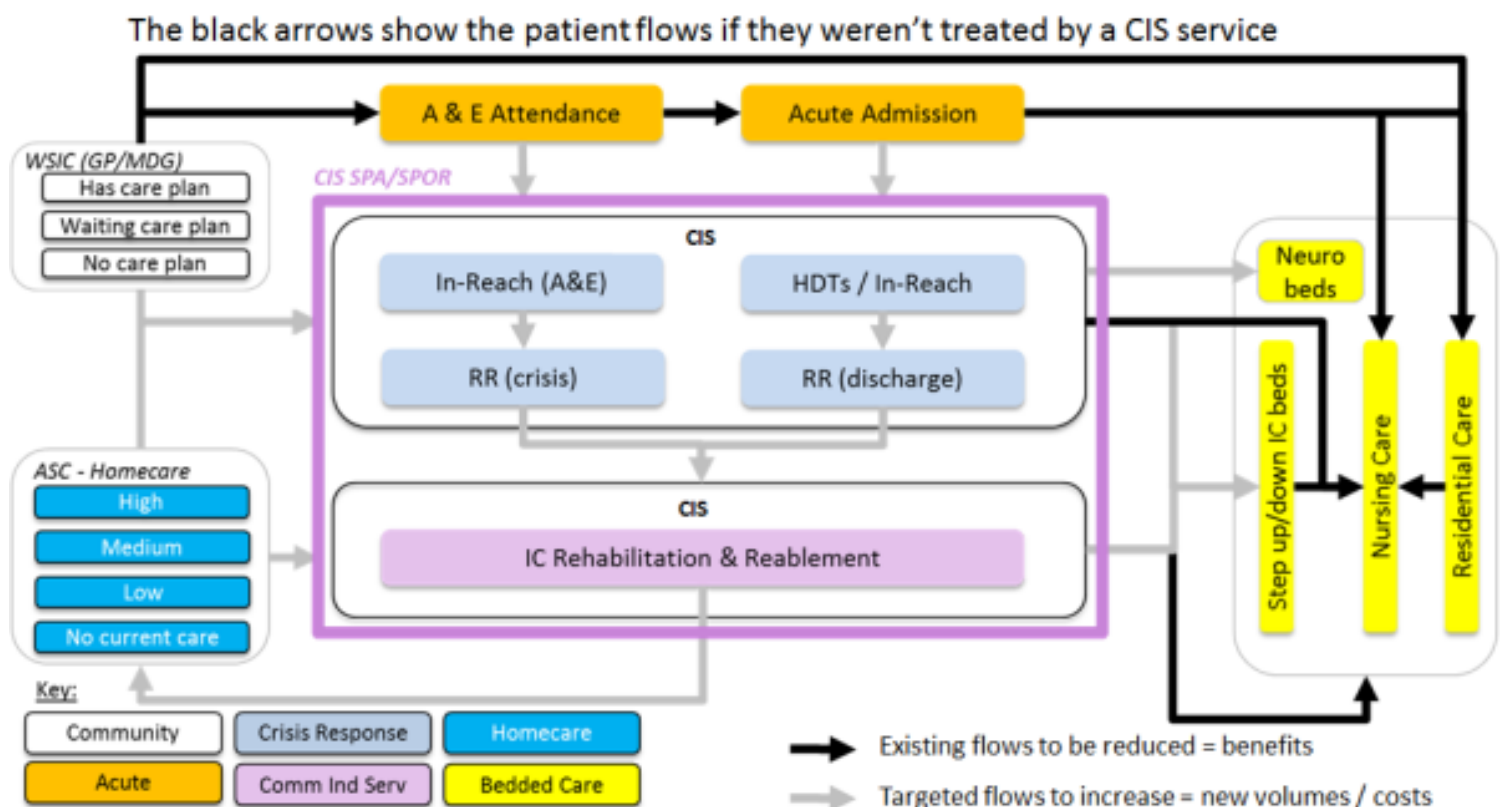 The black arrows show the patient flows if they weren't treated by a CIS service
A & E Attendance
Acute Admission
WSIC (GP/MDG)
Has care plan
Waiting care plan
No care plan
CIS SPA/SPOR
CIS
In-Reach (A&E)
HDTs / In-Reach
RR (crisis)
RR (discharge)
Neuro
beds
Step up/down IC beds
Nursing Care
Residential Care
ASC - Homecare
High
Medium
Low
No current care
CIS
IC Rehabilitation & Reablement
Key:
Community
Crisis Response
Homecare
Acute
Comm Ind Serv
Bedded Care
Existing flows to be reduced = benefits
Targeted flows to increase = new volumes / costs